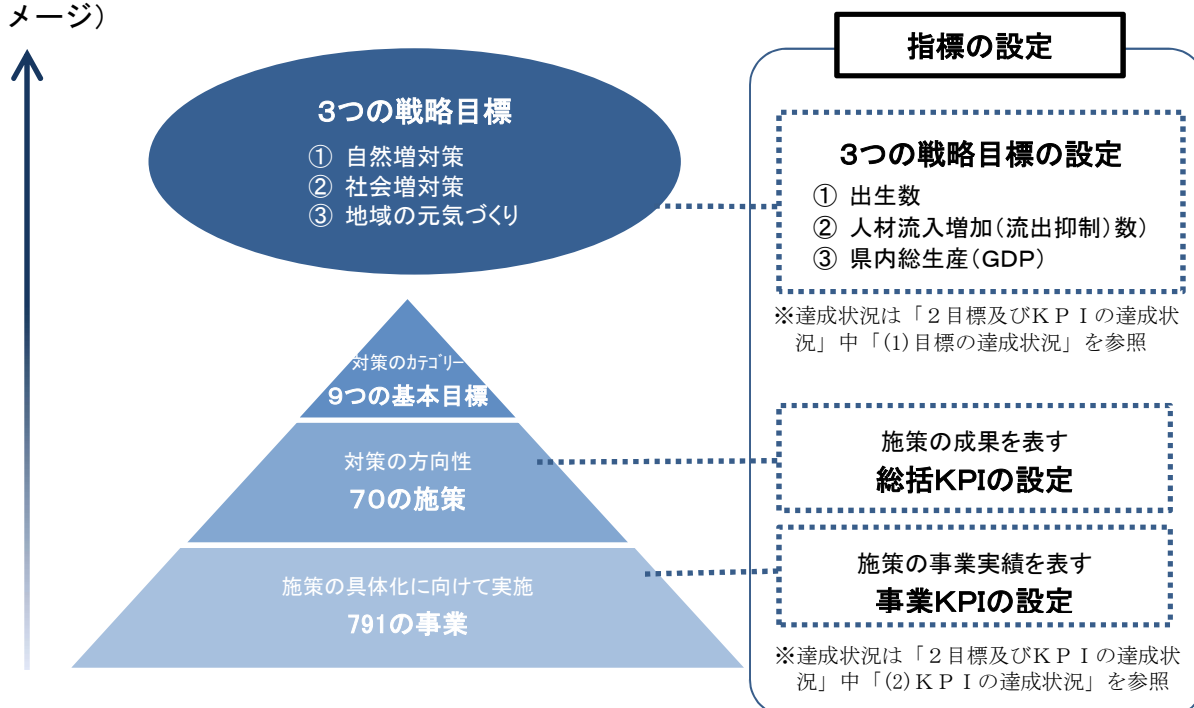 メージ）
3つの戦略目標
① 自然増対策
② 社会増対策
③ 地域の元気づくり
対策のｶﾃｺﾞﾘｰ
9つの基本目標
対策の方向性
70の施策
施策の具体化に向けて実施
791の事業
指標の設定
3つの戦略目標の設定
① 出生数
② 人材流入増加（流出抑制）数）
③ 県内総生産（GDP）
※達成状況は「２目標及びＫＰＩの達成状
況」中「(1)目標の達成状況」を参照
施策の成果を表す
総括KPIの設定
施策の事業実績を表す
事業KPIの設定
※達成状況は「２目標及びＫＰＩの達成状
況」中「(2)ＫＰＩの達成状況」を参照